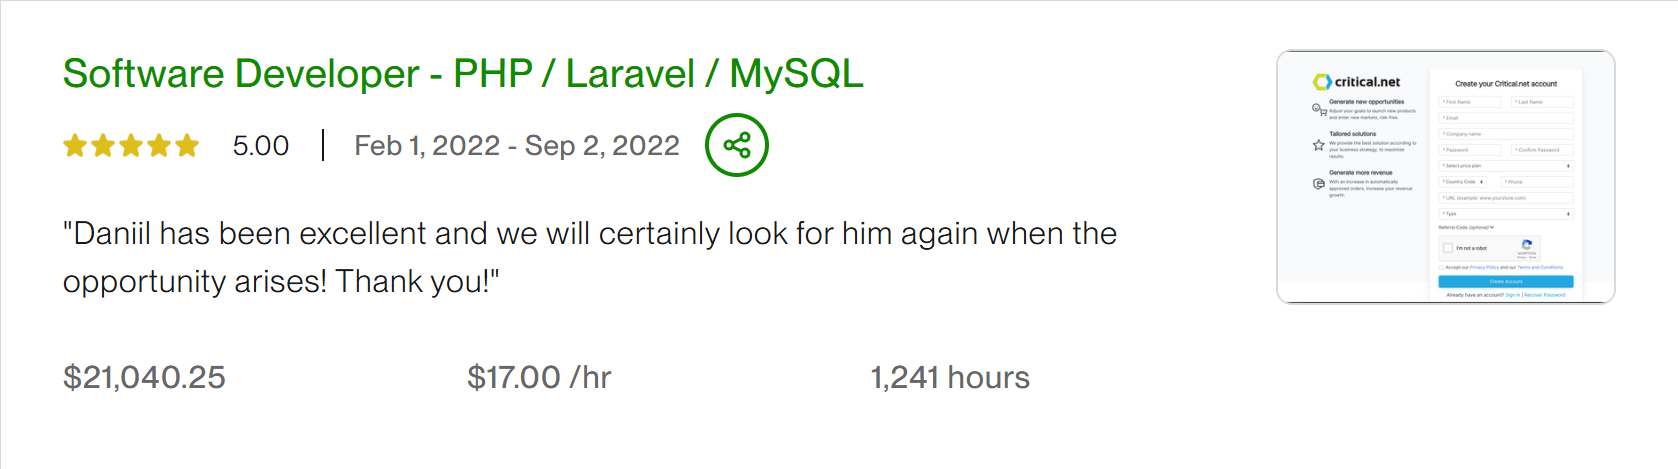 Software Developer - PHP / Laravel / MySQL
5.00 | Feb 1, 2022 - Sep 2, 2022
"Daniil has been excellent and we will certainly look for him again when the
opportunity arises! Thank you!"
$21,040.25 $17.00 /hr 1,241 hours
critical.net
Generate new opportunities
Adjust your goals to launch new products
and enter new markets, risk-free.
Tailored solutions
We provide the best solution according to
your business strategy, to maximize
results.
Generate more revenue
With an increase in automatically
approved orders, increase your revenue
growth.
Create your Critical.net account
* First Name * Last Name
* Email
* Company name
* Password * Confirm Password
* Select price plan
* Country Code * Phone
* URL (example: www.yourstore.com)
* Type
Referral Code (optional)
I'm not a robot
reCAPTCHA
Privacy - Terms
Accept our Privacy Policy and our Terms and Conditions
Create Account
Already have an account? Sign in | Recover Password